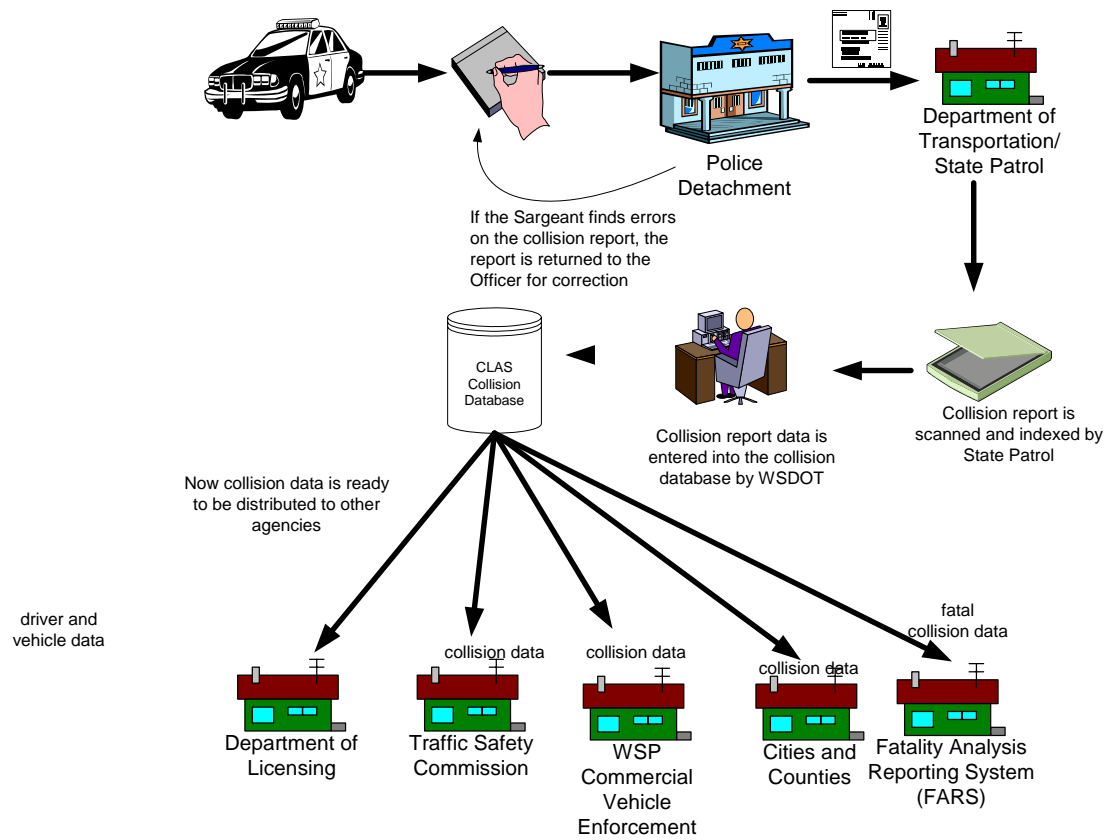 Police
Detachment
Department of
Transportation/
State Patrol
If the Sargeant finds errors
on the collision report, the
report is returned to the
Officer for correction
CLAS
Collision
Database
Collision report data is
entered into the collision
database by WSDOT
Collision report is
scanned and indexed by
State Patrol
Now collision data is ready
to be distributed to other
agencies
driver and
vehicle data
collision data
collision data
collision data
fatal
collision data
Department of
Licensing
Traffic Safety
Commission
WSP
Commercial
Vehicle
Enforcement
Cities and
Counties
Fatality Analysis
Reporting System
(FARS)